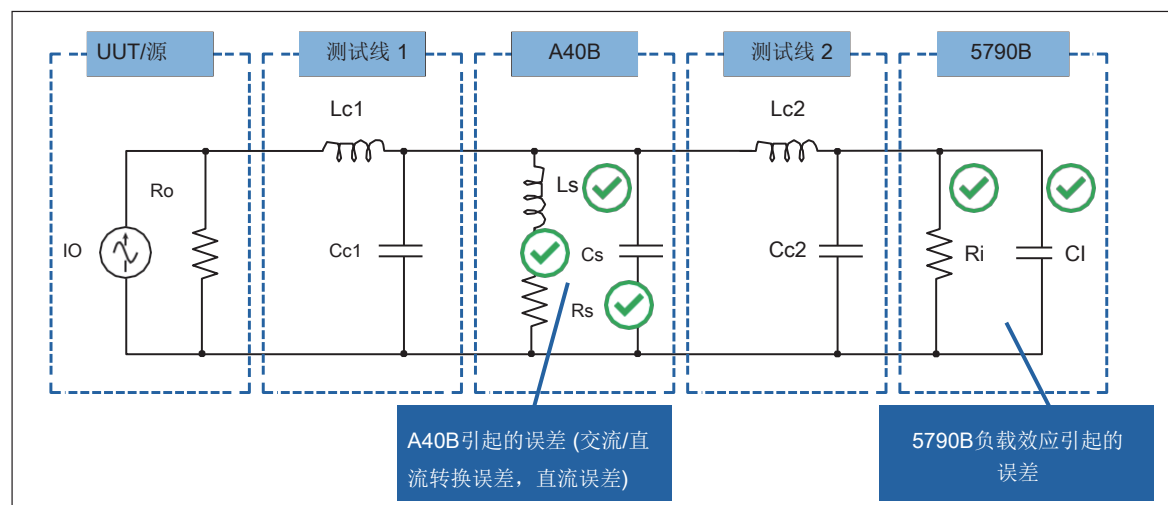 UUT/源
测试线 1
A40B
测试线 2
5790B
Lc1
Lc2
Ro
Ls
IO
Cc1
Cs
Cc2
Ri
CI
Rs
A40B引起的误差 (交流/直
流转换误差，直流误差)
5790B负载效应引起的
误差